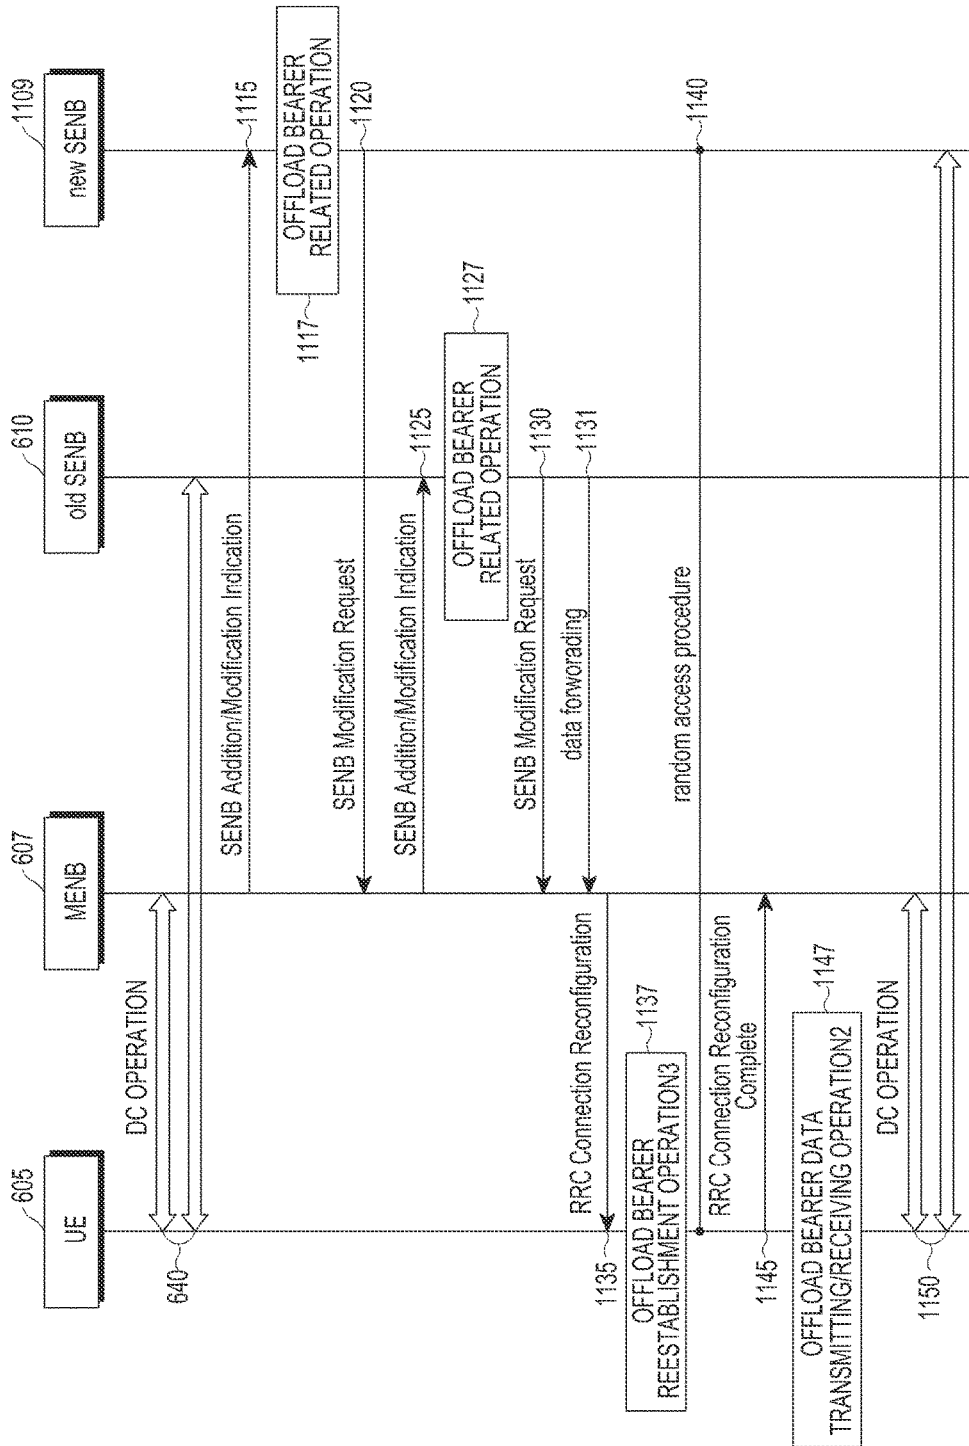 605
UE
607
MENB
610
old SENB
1109
new SENB
DC OPERATION
640
SENB Addition/Modification Indication
1115
OFFLOAD BEARER
RELATED OPERATION
1117
SENB Modification Request
1120
SENB Addition/Modification Indication
1125
OFFLOAD BEARER
RELATED OPERATION
1127
SENB Modification Request
1130
data forworading
1131
RRC Connection Reconfiguration
1135
OFFLOAD BEARER
REESTABLISHMENT OPERATION3
1137
random access procedure
1140
RRC Connection Reconfiguration
Complete
1145
OFFLOAD BEARER DATA
TRANSMITTING/RECEIVING OPERATION2
1147
DC OPERATION
1150